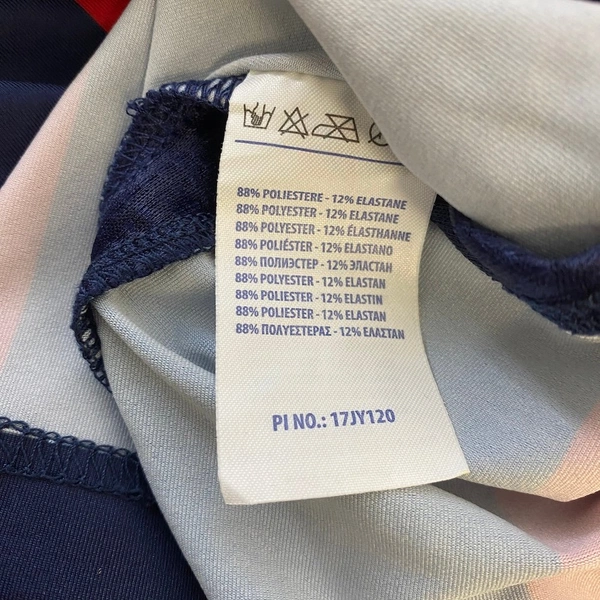 88% POLIESTERE - 12% ELASTANE
88% POLYESTER - 12% ELASTANE
88% POLYESTER - 12% ÉLASTHANNE
88% POLIÉSTER - 12% ELASTANO
88% ПОЛИЭСТЕР - 12% ЭЛАСТАН
88% POLYESTER - 12% ELASTAN
88% POLIESTER - 12% ELASTIN
88% POLIESTER - 12% ELASTAN
88% ΠΟΛΥΕΣΤΕΡΑΣ - 12% ΕΛΑΣΤΑΝ
PI NO.: 17JY120